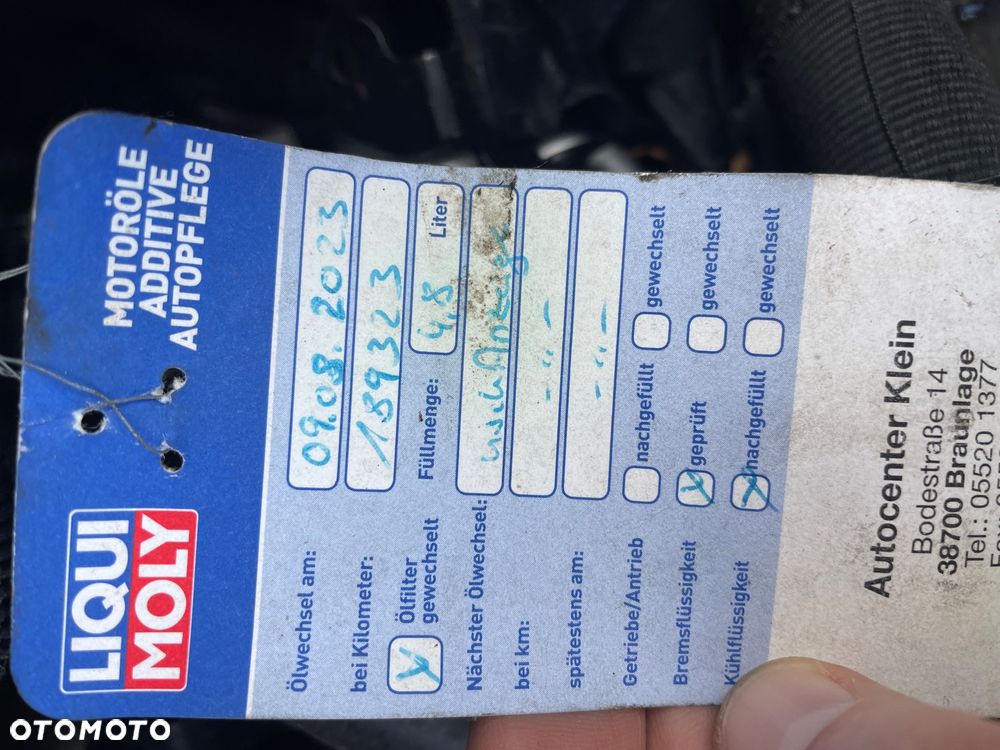 LIQUI
MOLY
MOTORÖLE
ADDITIVE
AUTOPFLEGE
Ölwechsel am: 09.08.2023
bei Kilometer: 189323
Ölfilter gewechselt Füllmenge: 4,8 Liter
Nächster Ölwechsel: nach Anzeige
bei km: -"-
spätestens am: -"-
Getriebe/Antrieb nachgefüllt gewechselt
Bremsflüssigkeit geprüft gewechselt
Kühlflüssigkeit nachgefüllt gewechselt
Autocenter Klein
Bodestraße 14
38700 Braunlage
Tel.: 05520 1377
OTOMOTO